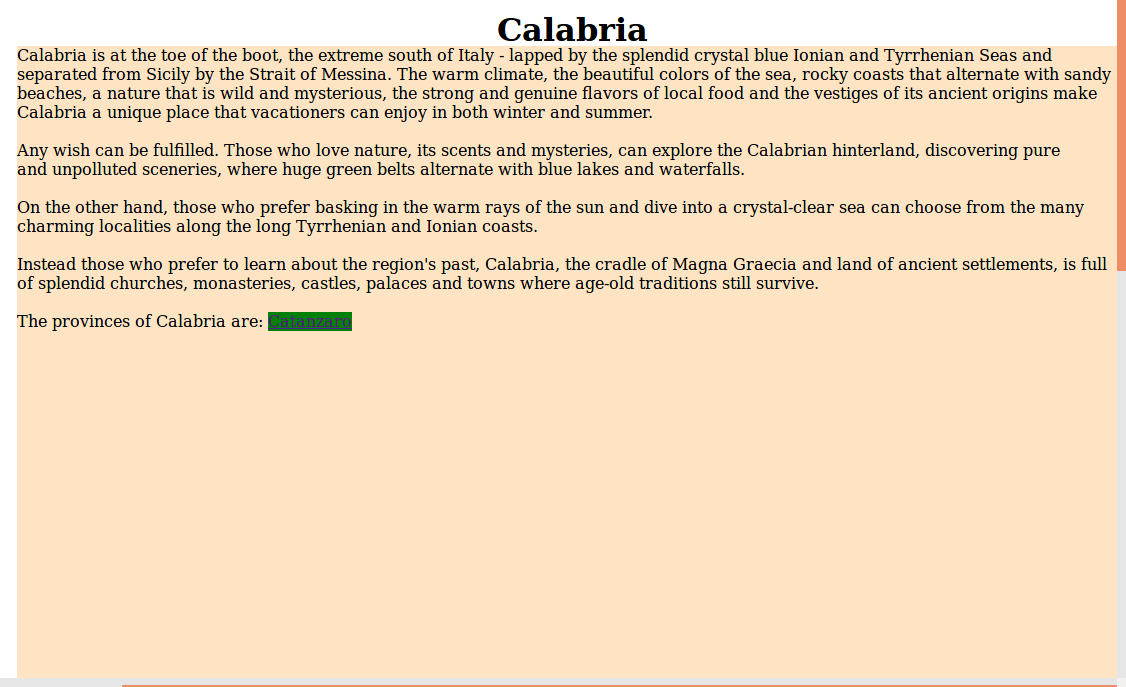 Calabria
Calabria is at the toe of the boot, the extreme south of Italy - lapped by the splendid crystal blue Ionian and Tyrrhenian Seas and
separated from Sicily by the Strait of Messina. The warm climate, the beautiful colors of the sea, rocky coasts that alternate with sandy
beaches, a nature that is wild and mysterious, the strong and genuine flavors of local food and the vestiges of its ancient origins make
Calabria a unique place that vacationers can enjoy in both winter and summer.
Any wish can be fulfilled. Those who love nature, its scents and mysteries, can explore the Calabrian hinterland, discovering pure
and unpolluted sceneries, where huge green belts alternate with blue lakes and waterfalls.
On the other hand, those who prefer basking in the warm rays of the sun and dive into a crystal-clear sea can choose from the many
charming localities along the long Tyrrhenian and Ionian coasts.
Instead those who prefer to learn about the region's past, Calabria, the cradle of Magna Graecia and land of ancient settlements, is full
of splendid churches, monasteries, castles, palaces and towns where age-old traditions still survive.
The provinces of Calabria are: Catanzaro